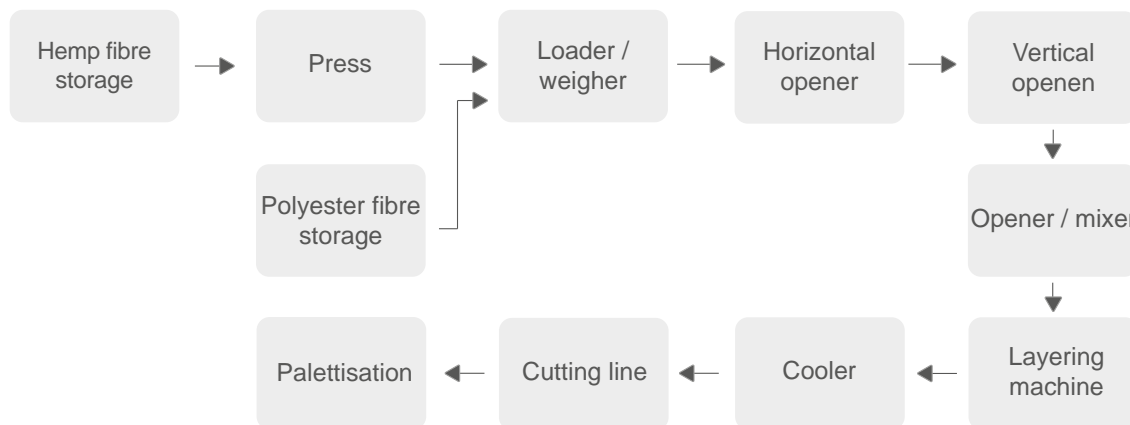 Hemp fibre
storage
Press
Loader /
weigher
Horizontal
opener
Vertical
openen
Polyester fibre
storage
Opener / mixer
Palettisation
Cutting line
Cooler
Layering
machine